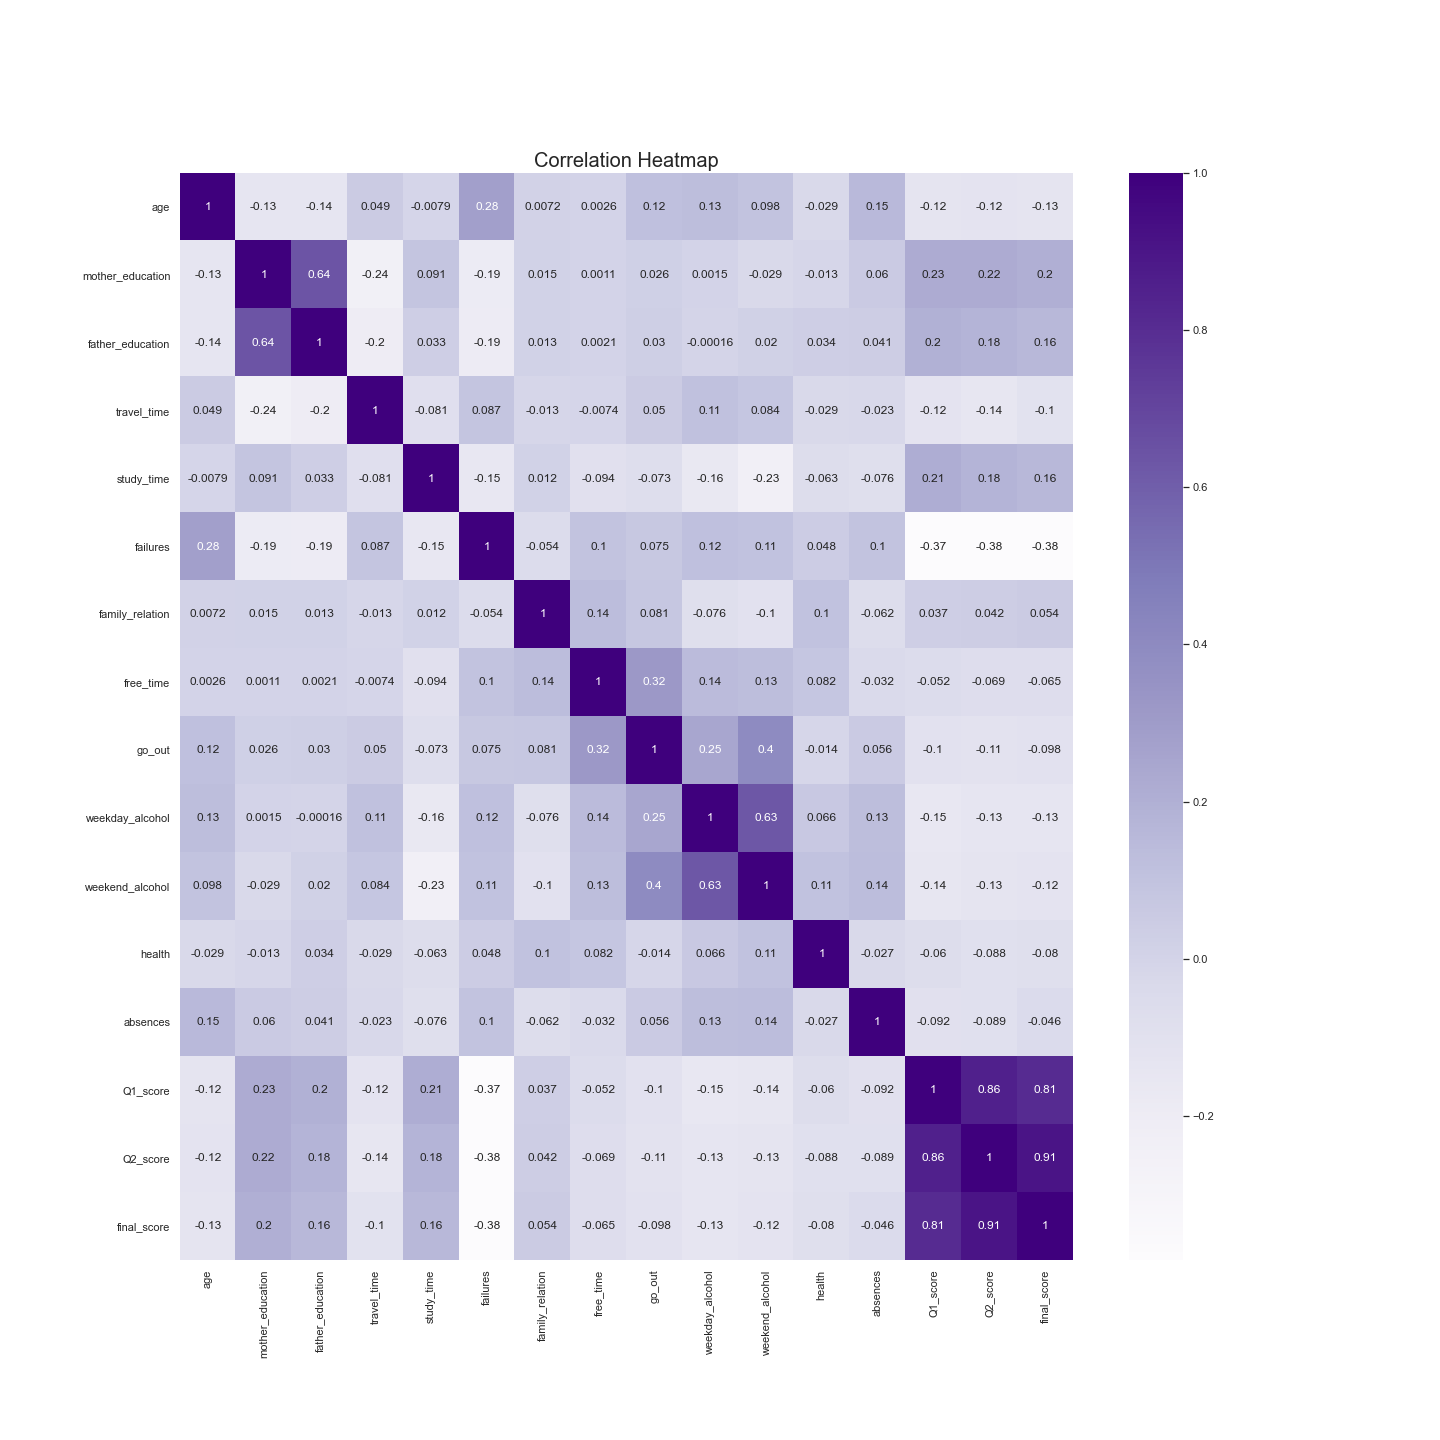 Correlation Heatmap
age 1 -0.13 -0.14 0.049 -0.0079 0.28 0.0072 0.0026 0.12 0.13 0.098 -0.029 0.15 -0.12 -0.12 -0.13
mother_education -0.13 1 0.64 -0.24 0.091 -0.19 0.015 0.0011 0.026 0.0015 -0.029 -0.013 0.06 0.23 0.22 0.2
father_education -0.14 0.64 1 -0.2 0.033 -0.19 0.013 0.0021 0.03 -0.00016 0.02 0.034 0.041 0.2 0.18 0.16
travel_time 0.049 -0.24 -0.2 1 -0.081 0.087 -0.013 -0.0074 0.05 0.11 0.084 -0.029 -0.023 -0.12 -0.14 -0.1
study_time -0.0079 0.091 0.033 -0.081 1 -0.15 0.012 -0.094 -0.073 -0.16 -0.23 -0.063 -0.076 0.21 0.18 0.16
failures 0.28 -0.19 -0.19 0.087 -0.15 1 -0.054 0.1 0.075 0.12 0.11 0.048 0.1 -0.37 -0.38 -0.38
family_relation 0.0072 0.015 0.013 -0.013 0.012 -0.054 1 0.14 0.081 -0.076 -0.1 0.1 -0.062 0.037 0.042 0.054
free_time 0.0026 0.0011 0.0021 -0.0074 -0.094 0.1 0.14 1 0.32 0.14 0.13 0.082 -0.032 -0.052 -0.069 -0.065
go_out 0.12 0.026 0.03 0.05 -0.073 0.075 0.081 0.32 1 0.25 0.4 -0.014 0.056 -0.1 -0.11 -0.098
weekday_alcohol 0.13 0.0015 -0.00016 0.11 -0.16 0.12 -0.076 0.14 0.25 1 0.63 0.066 0.13 -0.15 -0.13 -0.13
weekend_alcohol 0.098 -0.029 0.02 0.084 -0.23 0.11 -0.1 0.13 0.4 0.63 1 0.11 0.14 -0.14 -0.13 -0.12
health -0.029 -0.013 0.034 -0.029 -0.063 0.048 0.1 0.082 -0.014 0.066 0.11 1 -0.027 -0.06 -0.088 -0.08
absences 0.15 0.06 0.041 -0.023 -0.076 0.1 -0.062 -0.032 0.056 0.13 0.14 -0.027 1 -0.092 -0.089 -0.046
Q1_score -0.12 0.23 0.2 -0.12 0.21 -0.37 0.037 -0.052 -0.1 -0.15 -0.14 -0.06 -0.092 1 0.86 0.81
Q2_score -0.12 0.22 0.18 -0.14 0.18 -0.38 0.042 -0.069 -0.11 -0.13 -0.13 -0.088 -0.089 0.86 1 0.91
final_score -0.13 0.2 0.16 -0.1 0.16 -0.38 0.054 -0.065 -0.098 -0.13 -0.12 -0.08 -0.046 0.81 0.91 1
age mother_education father_education travel_time study_time failures family_relation free_time go_out weekday_alcohol weekend_alcohol health absences Q1_score Q2_score final_score
1.0
0.8
0.6
0.4
0.2
0.0
−0.2